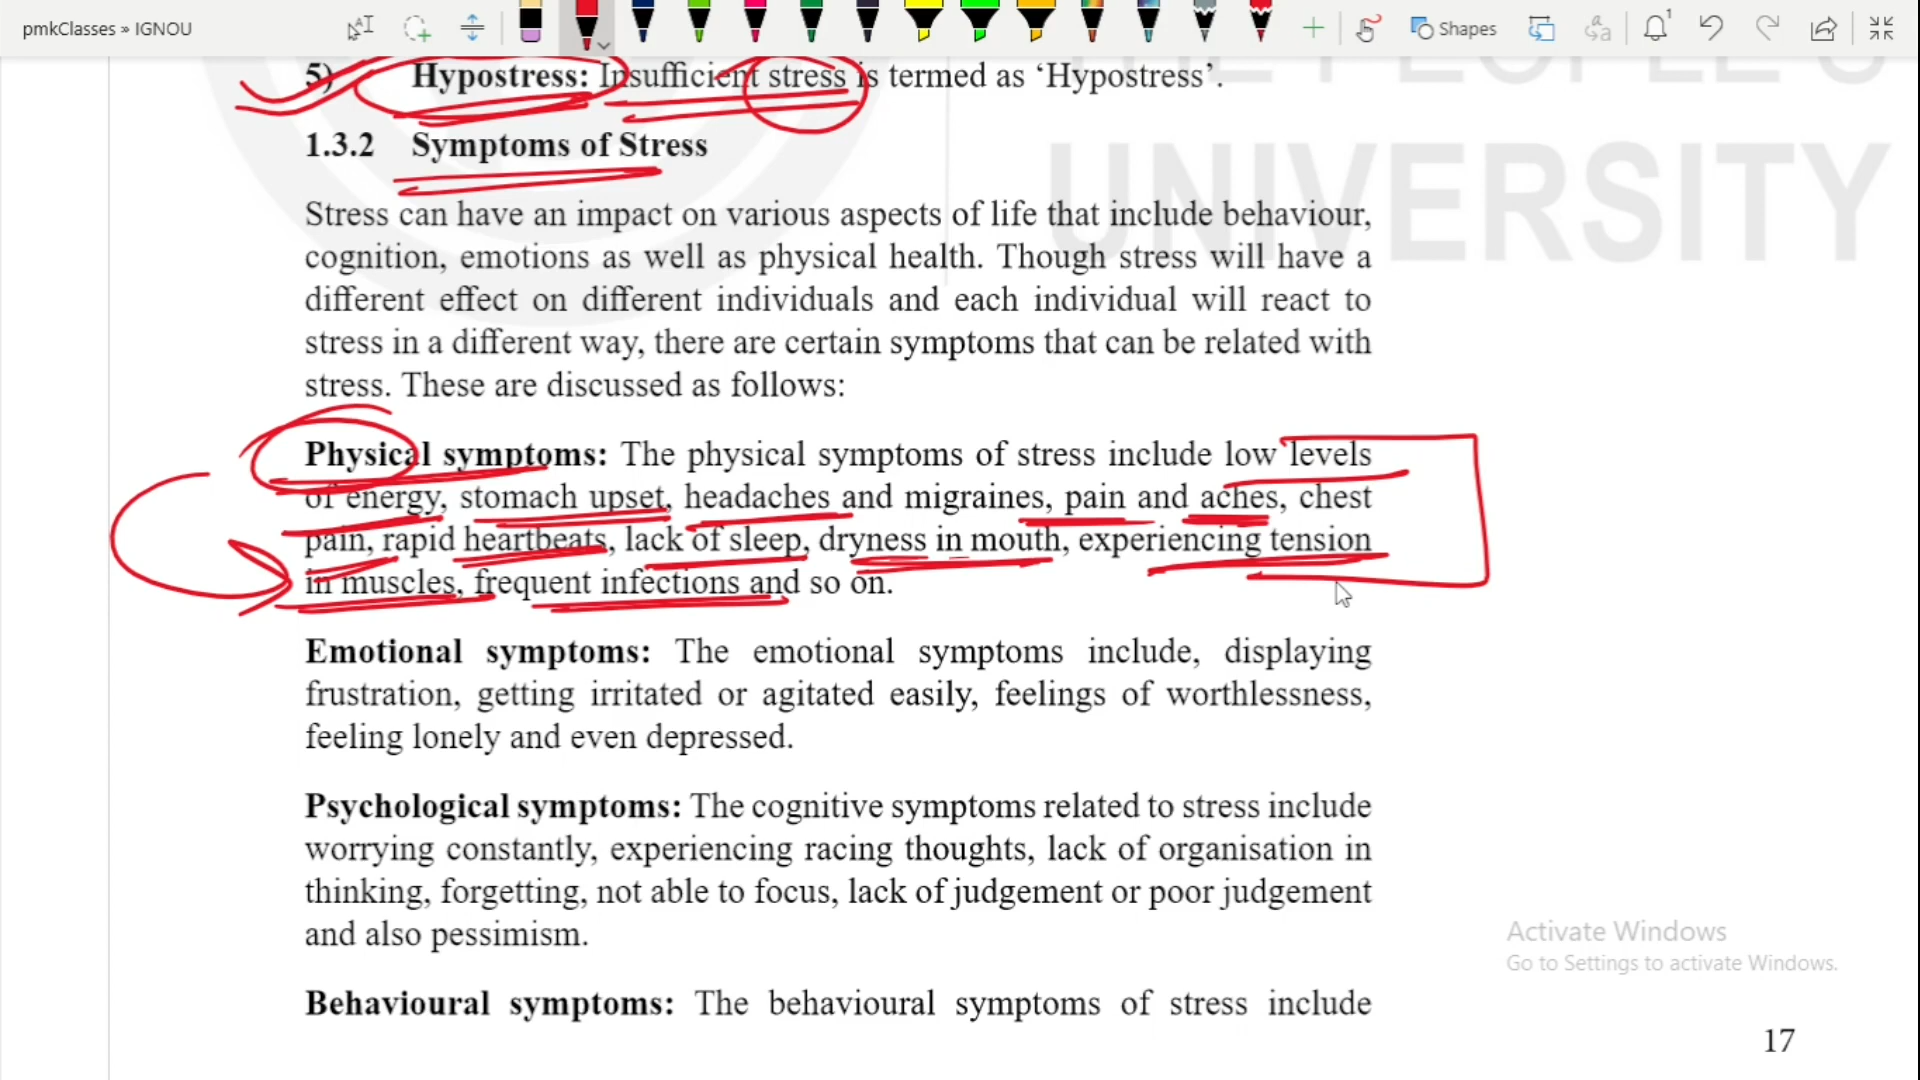 pmkClasses » IGNOU
Shapes
1
5) Hypostress: Insufficient stress is termed as ‘Hypostress’.
THE PEOPLE'S
UNIVERSITY
1.3.2 Symptoms of Stress
Stress can have an impact on various aspects of life that include behaviour,
cognition, emotions as well as physical health. Though stress will have a
different effect on different individuals and each individual will react to
stress in a different way, there are certain symptoms that can be related with
stress. These are discussed as follows:
Physical symptoms: The physical symptoms of stress include low levels
of energy, stomach upset, headaches and migraines, pain and aches, chest
pain, rapid heartbeats, lack of sleep, dryness in mouth, experiencing tension
in muscles, frequent infections and so on.
Emotional symptoms: The emotional symptoms include, displaying
frustration, getting irritated or agitated easily, feelings of worthlessness,
feeling lonely and even depressed.
Psychological symptoms: The cognitive symptoms related to stress include
worrying constantly, experiencing racing thoughts, lack of organisation in
thinking, forgetting, not able to focus, lack of judgement or poor judgement
and also pessimism.
Activate Windows
Go to Settings to activate Windows.
Behavioural symptoms: The behavioural symptoms of stress include
17